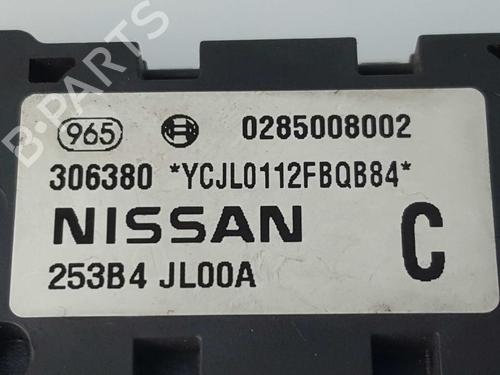 B-PARTS
965 0285008002
306380 *YCJL0112FBQB84*
NISSAN
C
253B4 JL00A